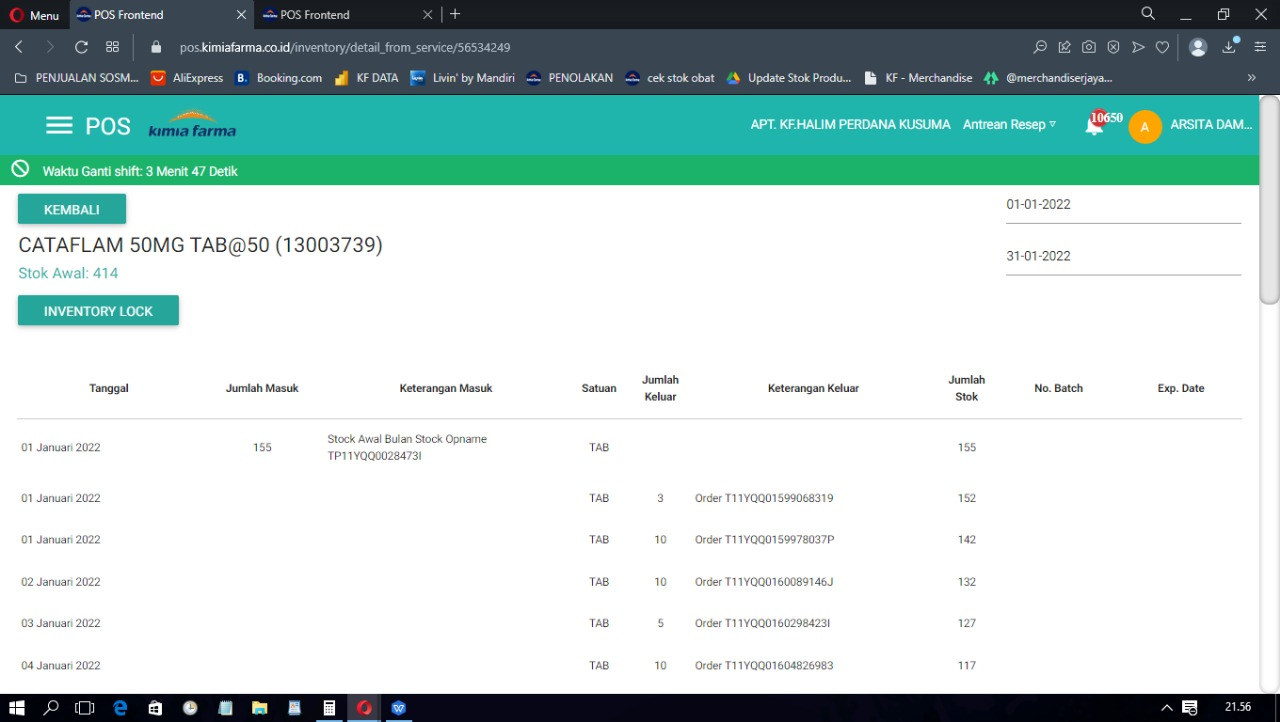 Menu
POS Frontend
POS Frontend
pos.kimiafarma.co.id/inventory/detail_from_service/56534249
PENJUALAN SOSM...
AliExpress
B. Booking.com
KF DATA
Livin' by Mandiri
PENOLAKAN
cek stok obat
Update Stok Produ...
KF - Merchandise
@merchandiserjaya...
POS
kimia farma
APT. KF.HALIM PERDANA KUSUMA
Antrean Resep
10650
A
ARSITA DAM...
Waktu Ganti shift: 3 Menit 47 Detik
KEMBALI
01-01-2022
CATAFLAM 50MG TAB@50 (13003739)
31-01-2022
Stok Awal: 414
INVENTORY LOCK
Tanggal Jumlah Masuk Keterangan Masuk Satuan Jumlah Keluar Keterangan Keluar Jumlah Stok No. Batch Exp. Date
01 Januari 2022 155 Stock Awal Bulan Stock Opname TP11YQQ0028473I TAB 155
01 Januari 2022 TAB 3 Order T11YQQ01599068319 152
01 Januari 2022 TAB 10 Order T11YQQ0159978037P 142
02 Januari 2022 TAB 10 Order T11YQQ0160089146J 132
03 Januari 2022 TAB 5 Order T11YQQ0160298423I 127
04 Januari 2022 TAB 10 Order T11YQQ01604826983 117
21.56